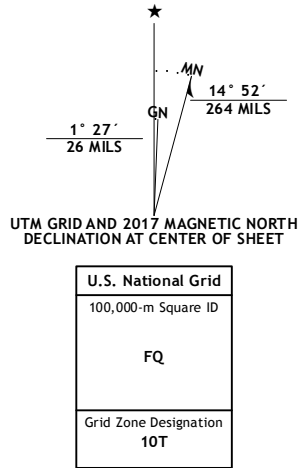 ★
MN
GN
1° 27´
26 MILS
14° 52´
264 MILS
UTM GRID AND 2017 MAGNETIC NORTH
DECLINATION AT CENTER OF SHEET
U.S. National Grid
100,000-m Square ID
FQ
Grid Zone Designation
10T